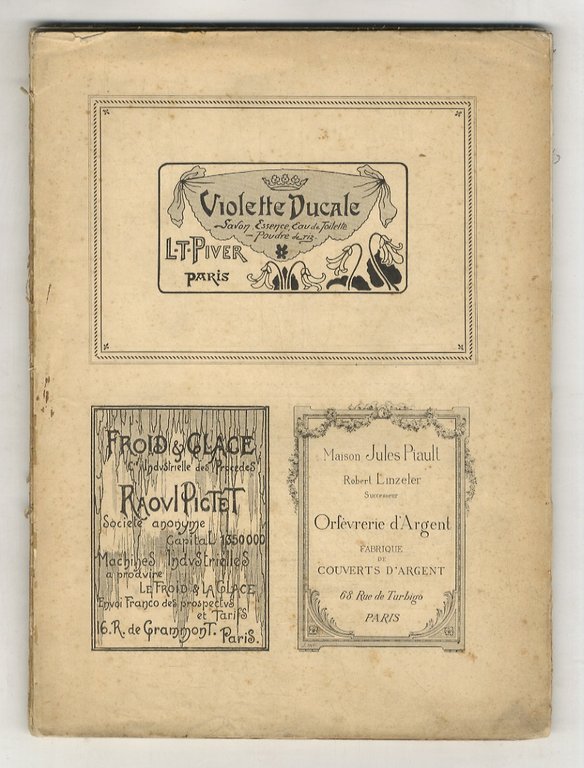 Violette Ducale
Savon, Essence, Eau de Toilette
Poudre de riz
L.T. PIVER
PARIS
FROID & GLACE
Cie Industrielle des Procédés
RAOUL PICTET
Société anonyme
Capital 1350000
Machines Industrielles
a produire
LE FROID & LA GLACE
Envoi Franco des prospectus
et Tarifs
16. R. de Grammont. Paris.
Maison Jules Piault
Robert Linzeler
Successeur
Orfèvrerie d'Argent
FABRIQUE
DE
COUVERTS D'ARGENT
68 Rue de Turbigo
PARIS